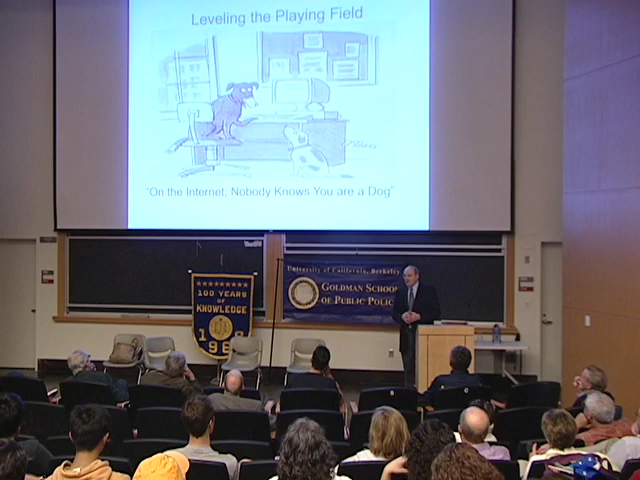 Leveling the Playing Field
"On the Internet, Nobody Knows You are a Dog"
University of California, Berkeley
GOLDMAN SCHOOL
OF PUBLIC POLICY
100 YEARS
OF
KNOWLEDGE